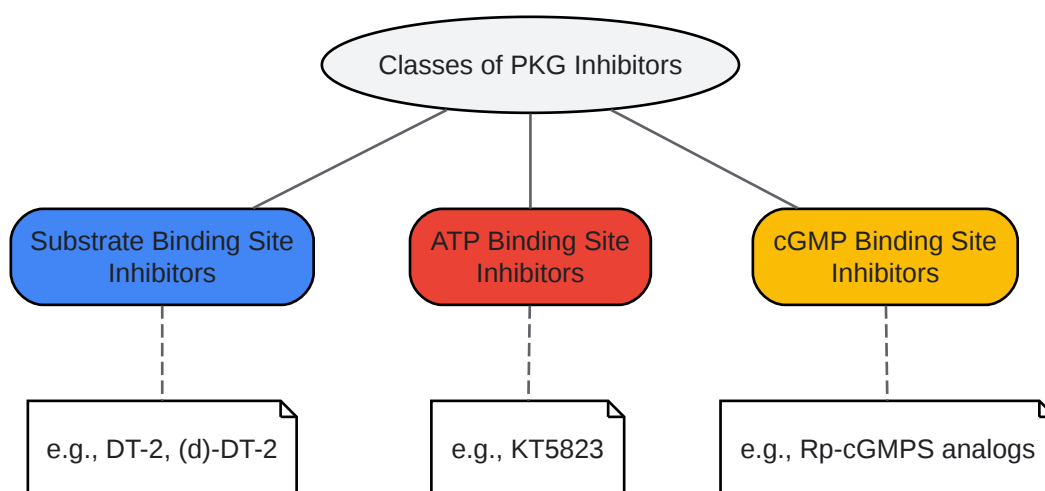 Classes of PKG Inhibitors
Substrate Binding Site
Inhibitors
ATP Binding Site
Inhibitors
cGMP Binding Site
Inhibitors
e.g., DT-2, (d)-DT-2
e.g., KT5823
e.g., Rp-cGMPS analogs